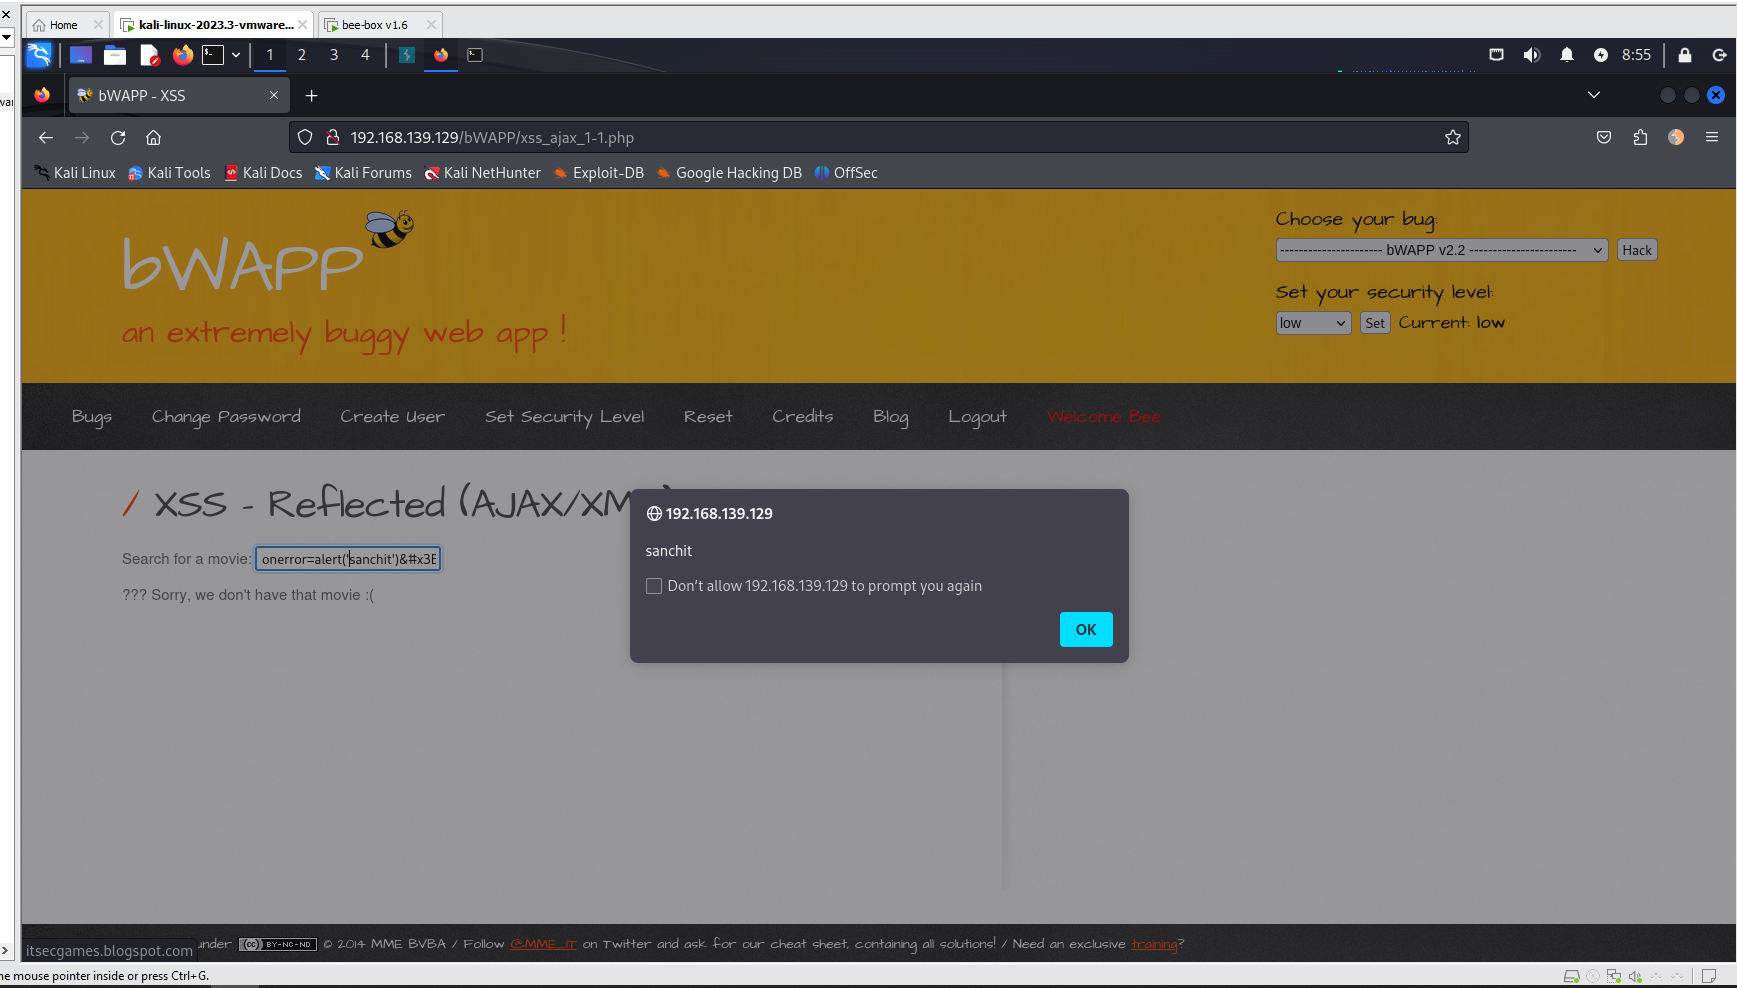 Home
kali-linux-2023.3-vmware...
bee-box v1.6
1 2 3 4
8:55
bWAPP - XSS
192.168.139.129/bWAPP/xss_ajax_1-1.php
Kali Linux Kali Tools Kali Docs Kali Forums Kali NetHunter Exploit-DB Google Hacking DB OffSec
bWAPP
an extremely buggy web app !
Choose your bug:
---------------------- bWAPP v2.2 -----------------------
Hack
Set your security level:
low Set Current: low
Bugs Change Password Create User Set Security Level Reset Credits Blog Logout Welcome Bee
/ XSS - Reflected (AJAX/XM
Search for a movie: onerror=alert('sanchit')&#x3E
??? Sorry, we don't have that movie :(
192.168.139.129
sanchit
Don't allow 192.168.139.129 to prompt you again
OK
under BY-NC-ND © 2014 MME BVBA / Follow @MME_IT on Twitter and ask for our cheat sheet, containing all solutions! / Need an exclusive training?
itsecgames.blogspot.com
he mouse pointer inside or press Ctrl+G.